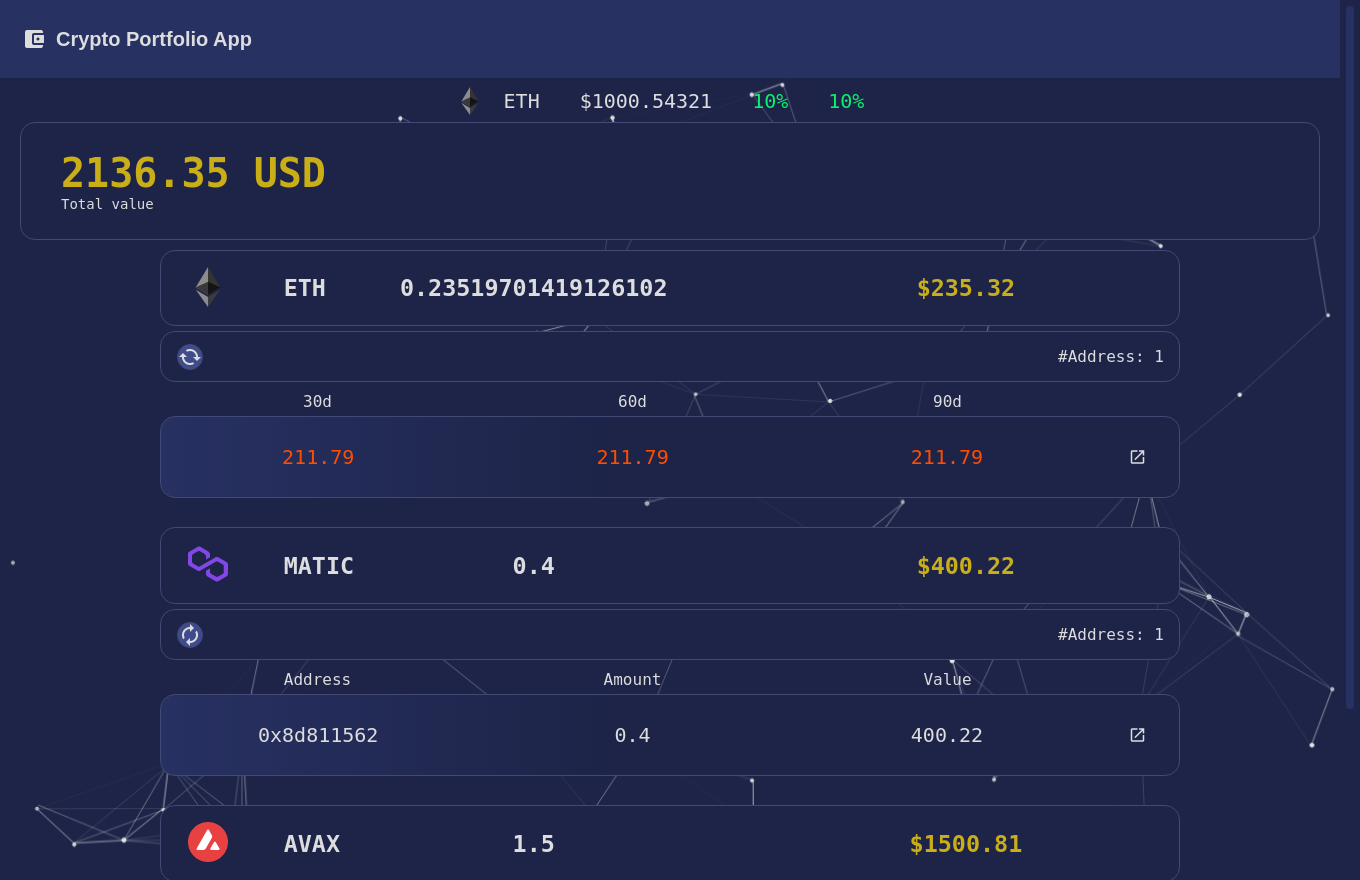 Crypto Portfolio App
ETH $1000.54321 10% 10%
2136.35 USD
Total value
ETH 0.23519701419126102 $235.32
#Address: 1
30d 60d 90d
211.79 211.79 211.79
MATIC 0.4 $400.22
#Address: 1
Address Amount Value
0x8d811562 0.4 400.22
AVAX 1.5 $1500.81